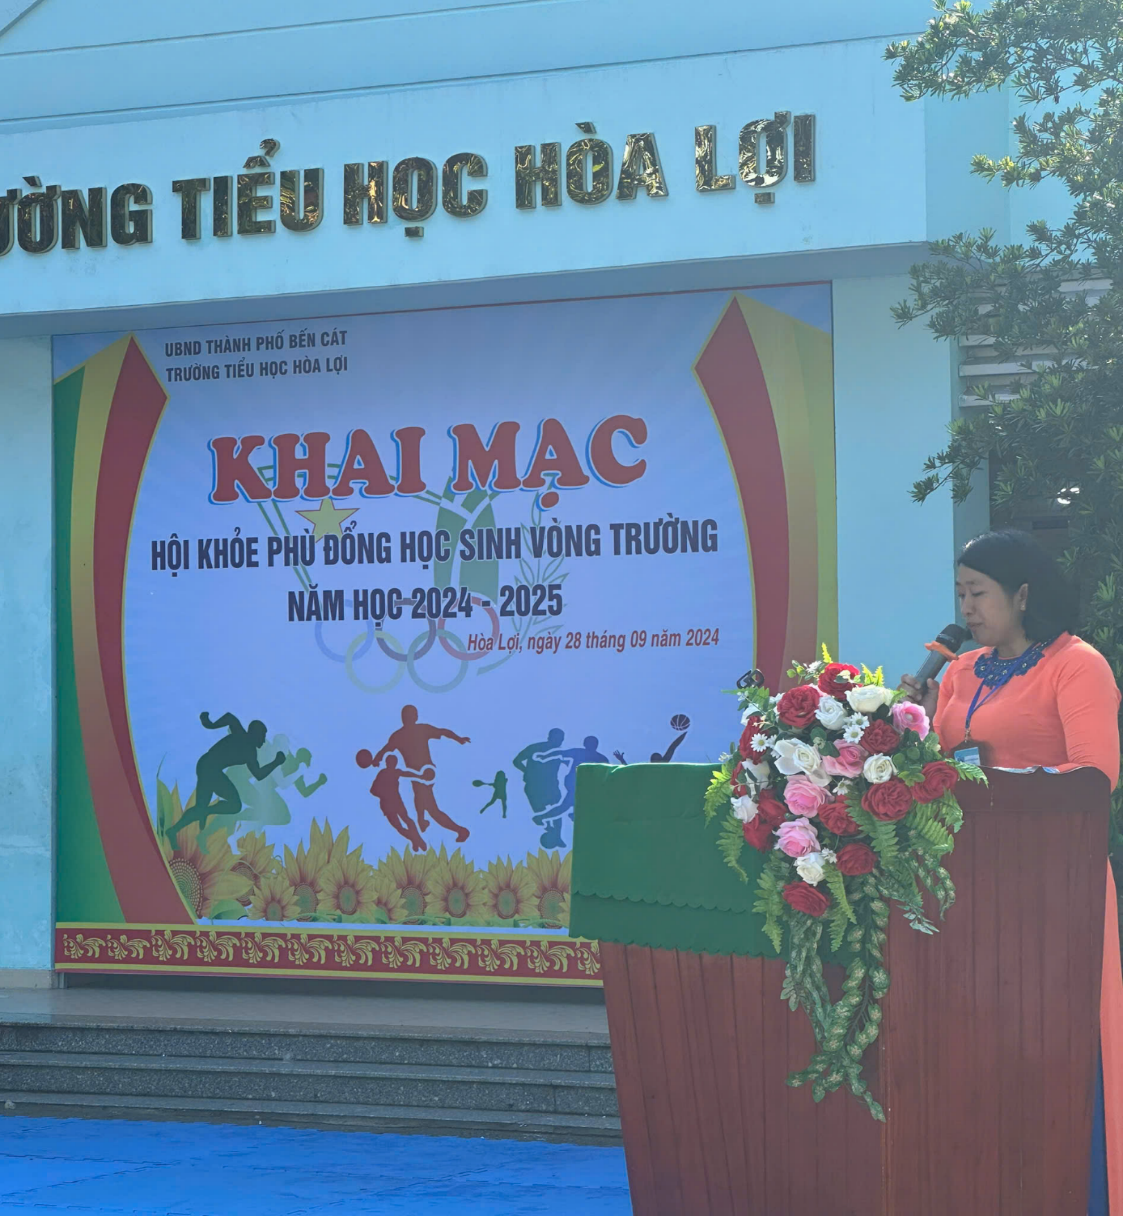 ƯỜNG TIỂU HỌC HÒA LỢI
UBND THÀNH PHỐ BẾN CÁT
TRƯỜNG TIỂU HỌC HÒA LỢI
KHAI MẠC
HỘI KHỎE PHÙ ĐỔNG HỌC SINH VÒNG TRƯỜNG
NĂM HỌC 2024 - 2025
Hòa Lợi, ngày 28 tháng 09 năm 2024